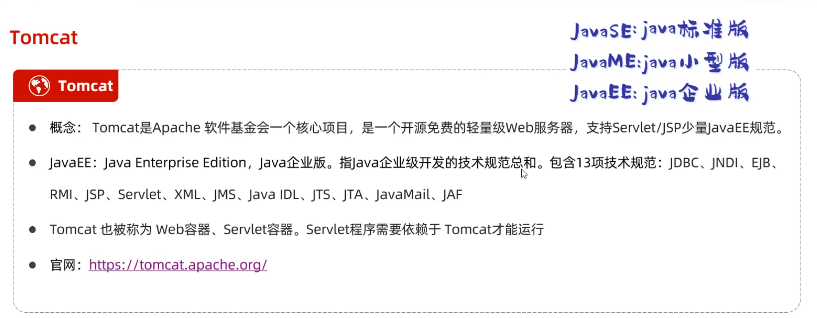 Tomcat
JavaSE:java标准版
JavaME:java小型版
JavaEE:java企业版
Tomcat
概念： Tomcat是Apache 软件基金会一个核心项目，是一个开源免费的轻量级Web服务器，支持Servlet/JSP少量JavaEE规范。
JavaEE：Java Enterprise Edition，Java企业版。指Java企业级开发的技术规范总和。包含13项技术规范：JDBC、JNDI、EJB、
RMI、JSP、Servlet、XML、JMS、Java IDL、JTS、JTA、JavaMail、JAF
Tomcat 也被称为 Web容器、Servlet容器。Servlet程序需要依赖于 Tomcat才能运行
官网：https://tomcat.apache.org/